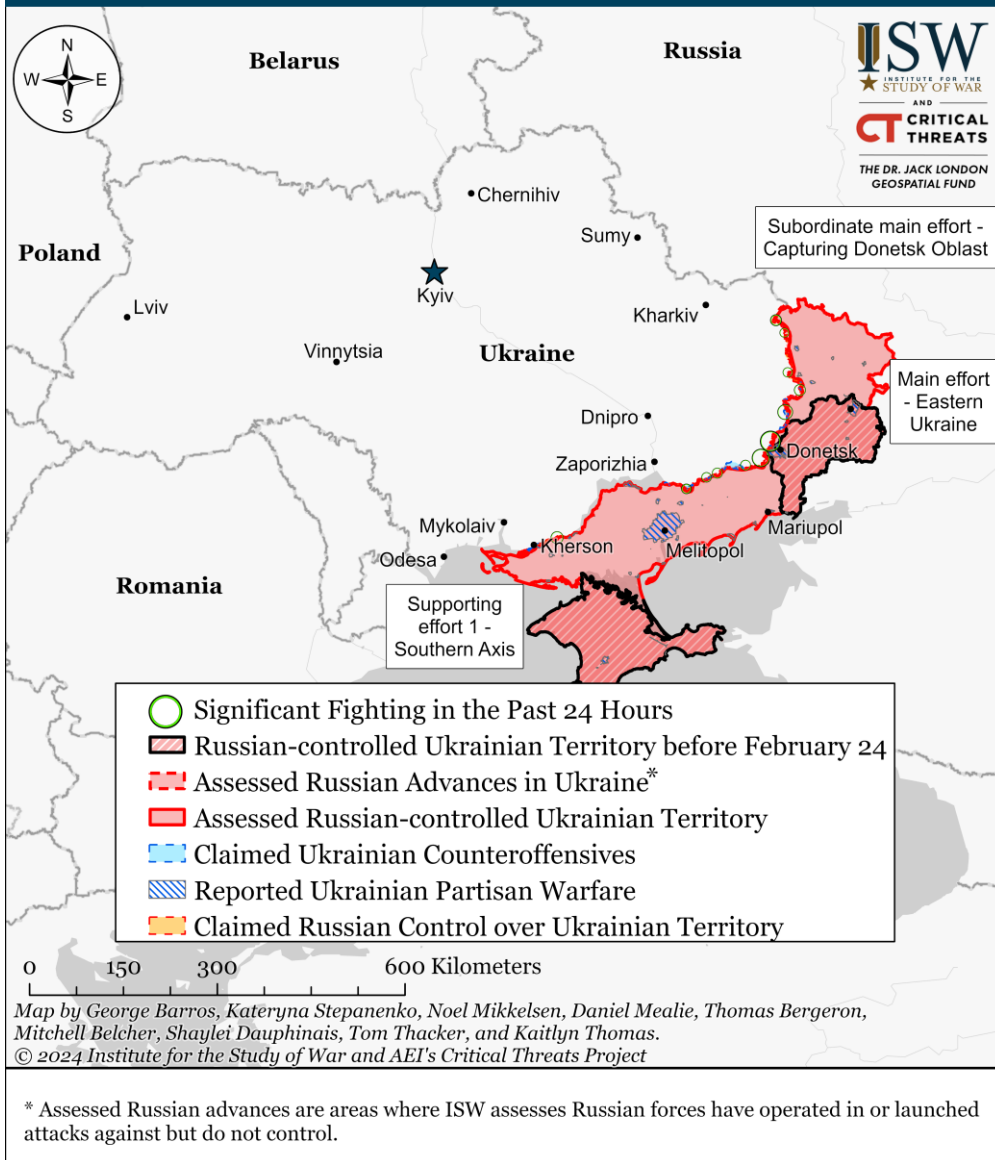 N
W E
S
Belarus
Russia
ISW
INSTITUTE FOR THE
STUDY OF WAR
AND
CT CRITICAL
THREATS
THE DR. JACK LONDON
GEOSPATIAL FUND
Chernihiv
Subordinate main effort -
Capturing Donetsk Oblast
Sumy
Poland
Kyiv
Lviv
Kharkiv
Vinnytsia
Ukraine
Main effort
- Eastern
Ukraine
Dnipro
Donetsk
Zaporizhia
Mykolaiv
Mariupol
Kherson
Melitopol
Odesa
Romania
Supporting
effort 1 -
Southern Axis
Significant Fighting in the Past 24 Hours
Russian-controlled Ukrainian Territory before February 24
Assessed Russian Advances in Ukraine*
Assessed Russian-controlled Ukrainian Territory
Claimed Ukrainian Counteroffensives
Reported Ukrainian Partisan Warfare
Claimed Russian Control over Ukrainian Territory
0 150 300 600 Kilometers
Map by George Barros, Kateryna Stepanenko, Noel Mikkelsen, Daniel Mealie, Thomas Bergeron,
Mitchell Belcher, Shaylei Dauphinais, Tom Thacker, and Kaitlyn Thomas.
© 2024 Institute for the Study of War and AEI's Critical Threats Project
* Assessed Russian advances are areas where ISW assesses Russian forces have operated in or launched
attacks against but do not control.